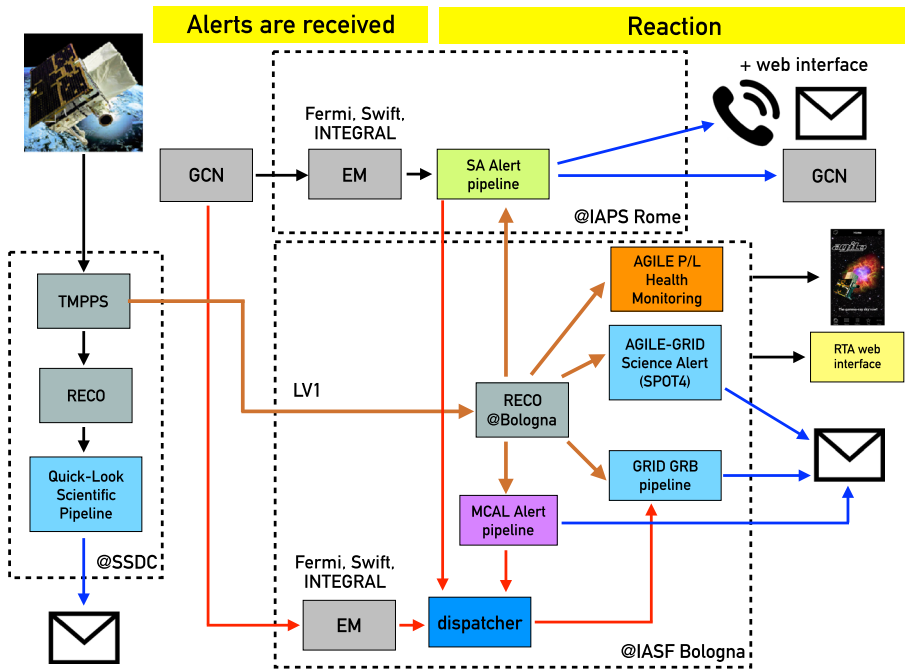 Alerts are received
Reaction
+ web interface
Fermi, Swift,
INTEGRAL
GCN
EM
SA Alert
pipeline
GCN
@IAPS Rome
TMPPS
RECO
Quick-Look
Scientific
Pipeline
@SSDC
LV1
AGILE P/L
Health
Monitoring
agile
AGILE-GRID
Science Alert
(SPOT4)
RTA web
interface
RECO
@Bologna
GRID GRB
pipeline
MCAL Alert
pipeline
Fermi, Swift,
INTEGRAL
EM
dispatcher
@IASF Bologna